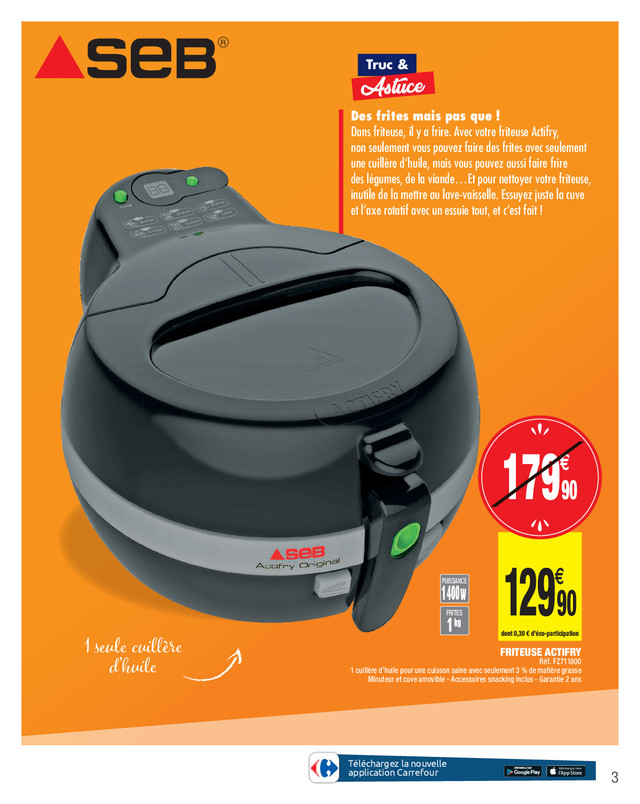 SEB®
Truc &
Astuce
Des frites mais pas que !
Dans friteuse, il y a frire. Avec votre friteuse Actifry,
non seulement vous pouvez faire des frites avec seulement
une cuillère d'huile, mais vous pouvez aussi faire frire
des légumes, de la viande...Et pour nettoyer votre friteuse,
inutile de la mettre au lave-vaisselle. Essuyez juste la cuve
et l'axe rotatif avec un essuie tout, et c'est fait !
ACTIFRY
SEB
Actifry Original
179€90
PUISSANCE
1400W
FRITES
1 kg
129€90
dont 0,30 € d'éco-participation
1 seule cuillère
d'huile
FRITEUSE ACTIFRY
Réf. FZ711800
1 cuillère d'huile pour une cuisson saine avec seulement 3 % de matière grasse
Minuteur et cuve amovible - Accessoires snacking inclus - Garantie 2 ans
Téléchargez la nouvelle
application Carrefour
Google Play
App Store
3